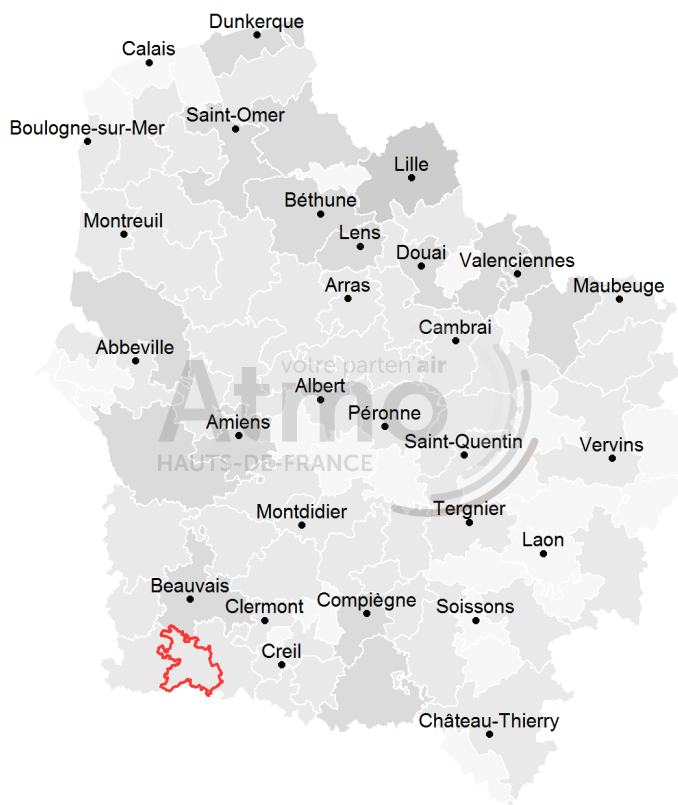 Dunkerque
Calais
Saint-Omer
Boulogne-sur-Mer
Lille
Béthune
Montreuil
Lens
Douai
Valenciennes
Arras
Maubeuge
Cambrai
Abbeville
votre parten'air
Atmo
Albert
Péronne
Amiens
Saint-Quentin
Vervins
HAUTS-DE-FRANCE
Montdidier
Tergnier
Laon
Beauvais
Clermont
Compiègne
Soissons
Creil
Château-Thierry